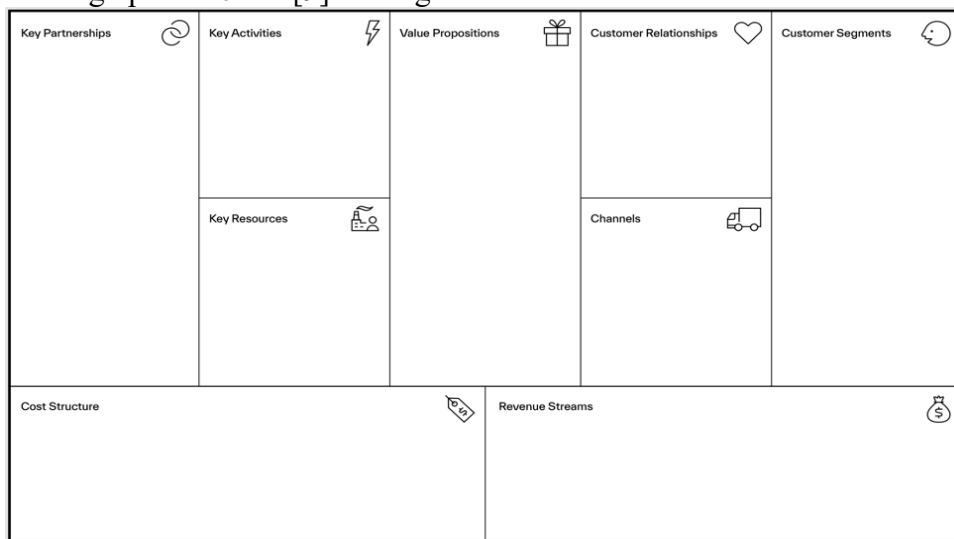 Key Partnerships
Key Activities
Value Propositions
Customer Relationships
Customer Segments
Key Resources
Channels
Cost Structure
$
Revenue Streams
$